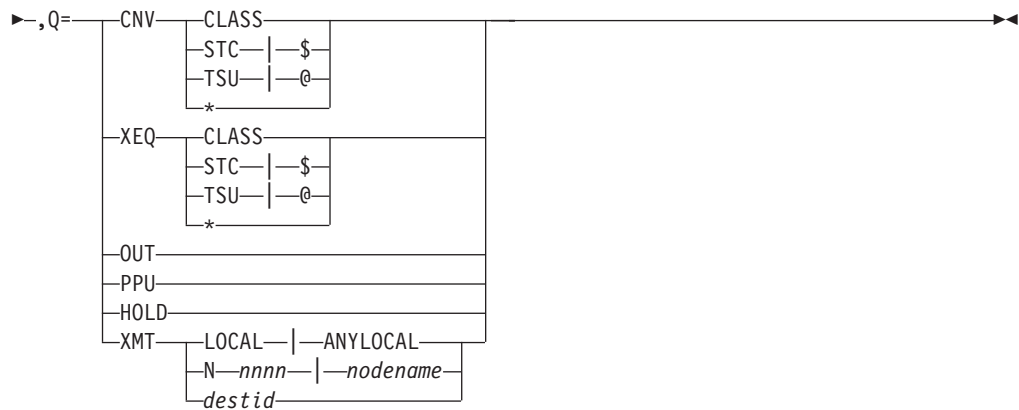 ,Q= CNV CLASS
STC | $
TSU | @
*
XEQ CLASS
STC | $
TSU | @
*
OUT
PPU
HOLD
XMT LOCAL | ANYLOCAL
N nnnn | nodename
destid